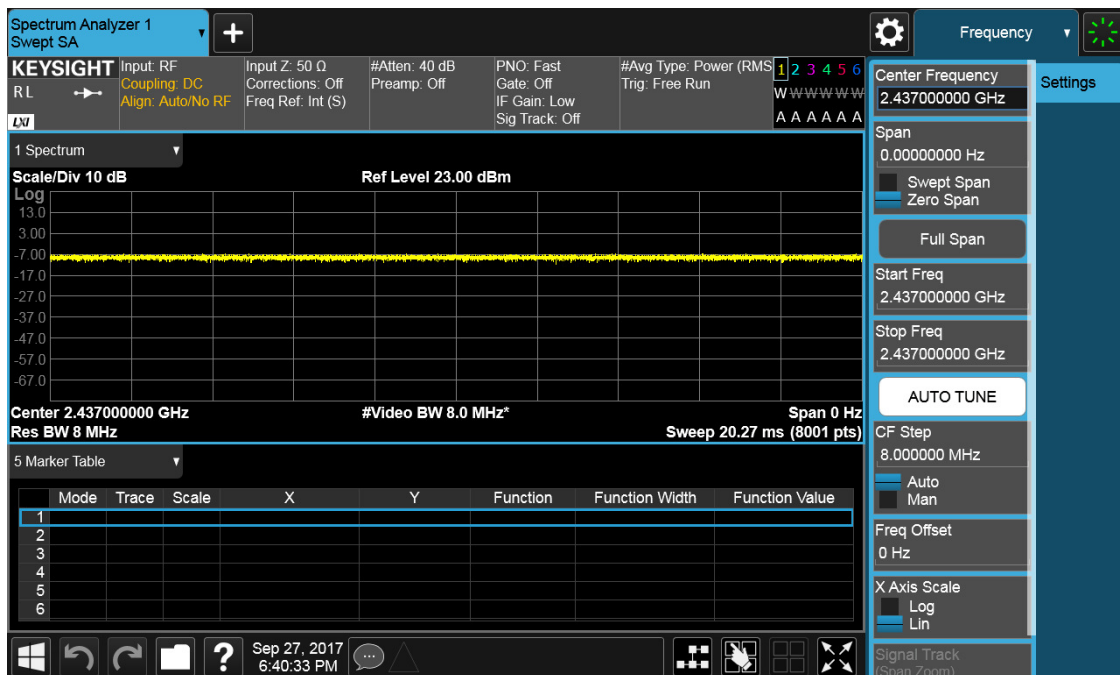 Spectrum Analyzer 1
Swept SA
Frequency
KEYSIGHT
RL
LXI
Input: RF
Coupling: DC
Align: Auto/No RF
Input Z: 50 Ω
Corrections: Off
Freq Ref: Int (S)
#Atten: 40 dB
Preamp: Off
PNO: Fast
Gate: Off
IF Gain: Low
Sig Track: Off
#Avg Type: Power (RMS
Trig: Free Run
1 2 3 4 5 6
W W W W W W
A A A A A A
1 Spectrum
Scale/Div 10 dB
Ref Level 23.00 dBm
Log
13.0
3.00
-7.00
-17.0
-27.0
-37.0
-47.0
-57.0
-67.0
Center 2.437000000 GHz
#Video BW 8.0 MHz*
Span 0 Hz
Res BW 8 MHz
Sweep 20.27 ms (8001 pts)
5 Marker Table
Mode Trace Scale X Y Function Function Width Function Value
1
2
3
4
5
6
Sep 27, 2017
6:40:33 PM
Center Frequency
2.437000000 GHz
Span
0.00000000 Hz
Swept Span
Zero Span
Full Span
Start Freq
2.437000000 GHz
Stop Freq
2.437000000 GHz
AUTO TUNE
CF Step
8.000000 MHz
Auto
Man
Freq Offset
0 Hz
X Axis Scale
Log
Lin
Signal Track
(Span Zoom)
Settings